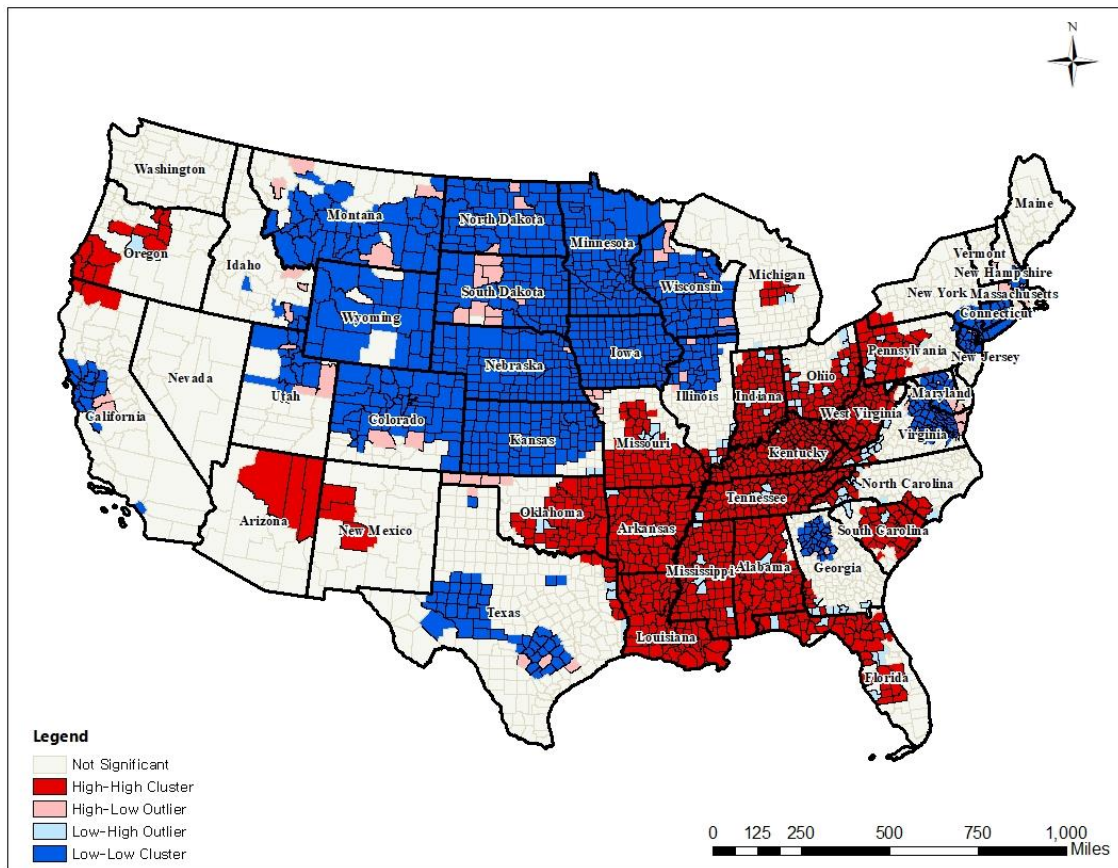 N
Washington
Maine
Montana
North Dakota
Minnesota
Vermont
Oregon
Idaho
New Hampshire
Michigan
Wisconsin
South Dakota
New York
Massachusetts
Wyoming
Connecticut
Iowa
Pennsylvania
Nebraska
New Jersey
Ohio
Nevada
Illinois
Indiana
Maryland
Utah
California
Colorado
West Virginia
Kansas
Missouri
Virginia
Kentucky
North Carolina
Tennessee
Oklahoma
Arizona
New Mexico
Arkansas
South Carolina
Mississippi
Alabama
Georgia
Texas
Louisiana
Florida
Legend
Not Significant
High-High Cluster
High-Low Outlier
Low-High Outlier
Low-Low Cluster
0 125 250 500 750 1,000
Miles